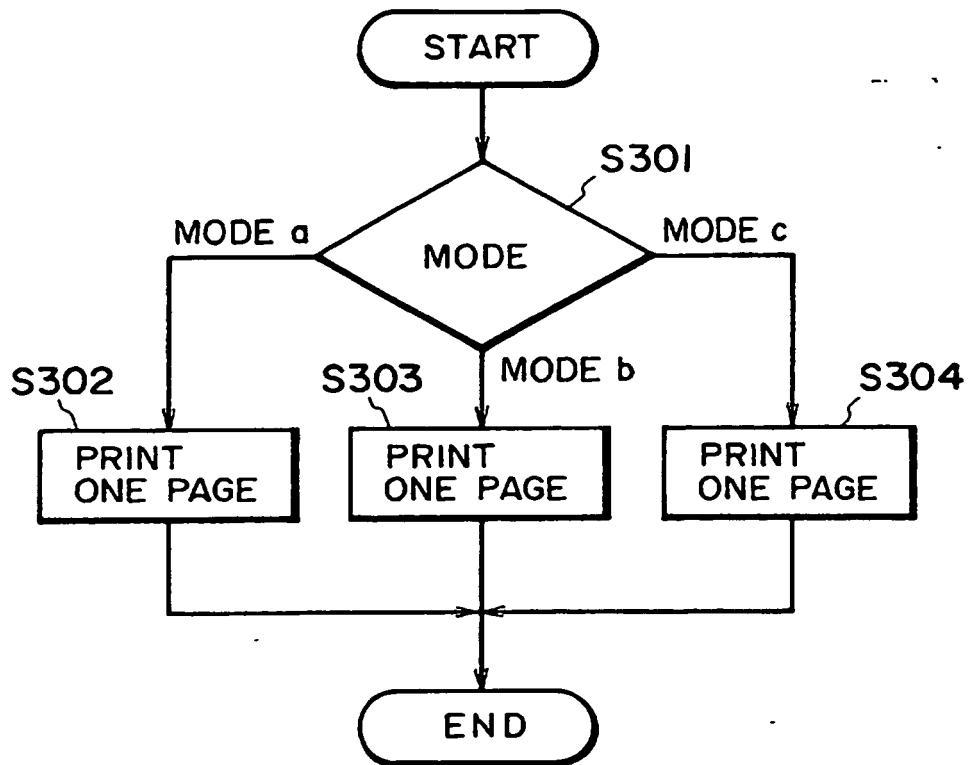 START
S301
MODE a
MODE c
MODE
MODE b
S302
S303
S304
PRINT
ONE PAGE
PRINT
ONE PAGE
PRINT
ONE PAGE
END